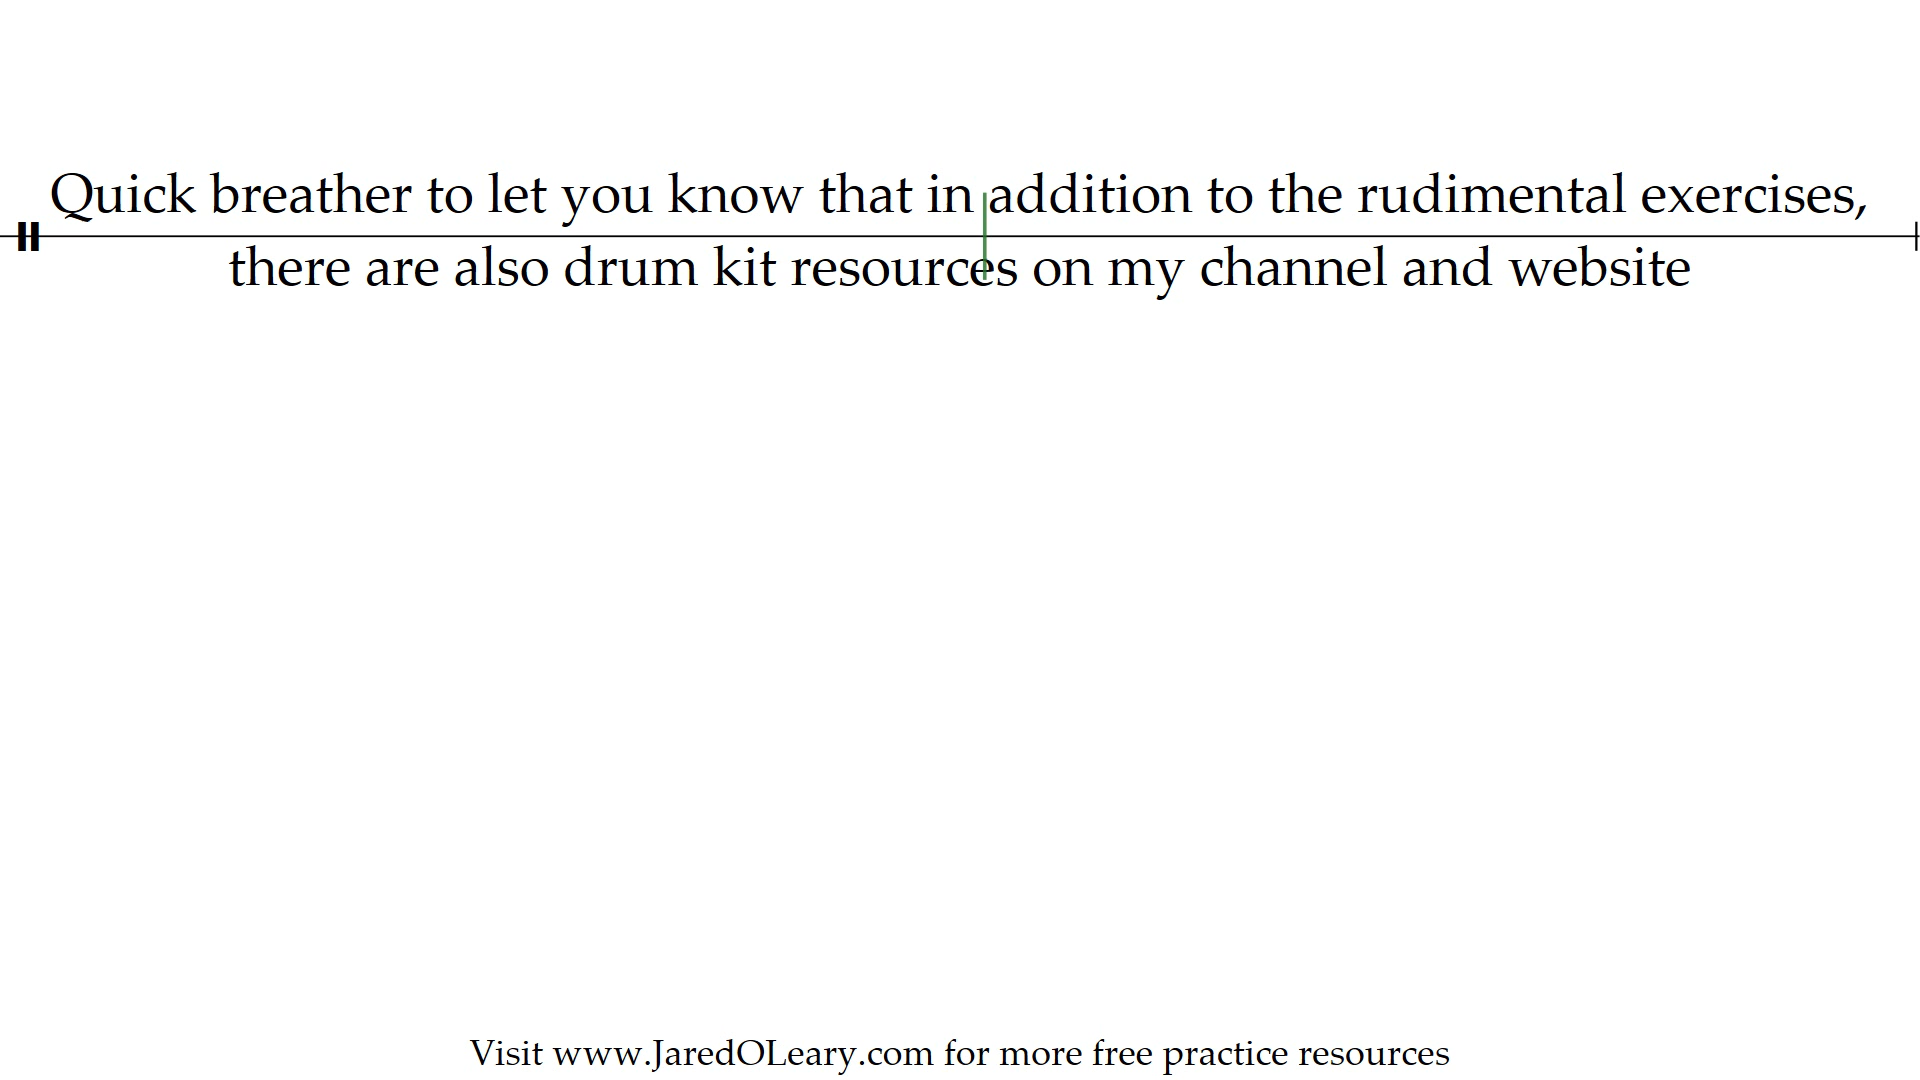 Quick breather to let you know that in addition to the rudimental exercises,
there are also drum kit resources on my channel and website
Visit www.JaredOLeary.com for more free practice resources